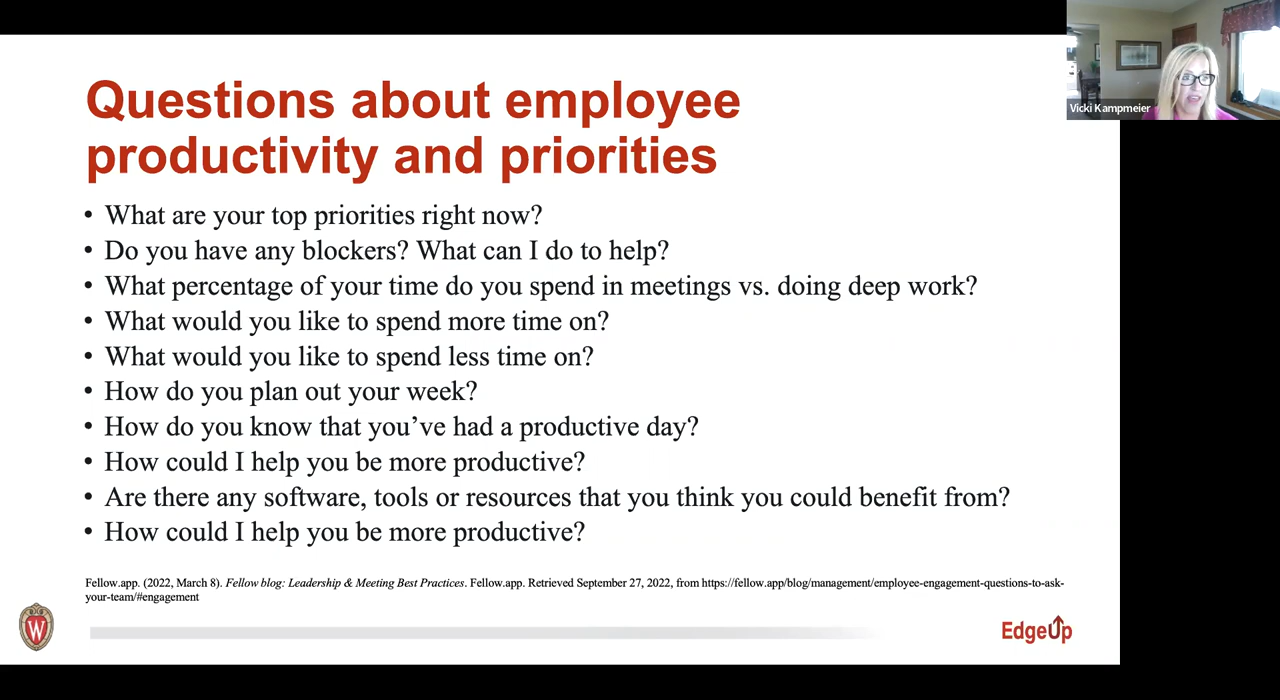 Questions about employee
productivity and priorities
• What are your top priorities right now?
• Do you have any blockers? What can I do to help?
• What percentage of your time do you spend in meetings vs. doing deep work?
• What would you like to spend more time on?
• What would you like to spend less time on?
• How do you plan out your week?
• How do you know that you’ve had a productive day?
• How could I help you be more productive?
• Are there any software, tools or resources that you think you could benefit from?
• How could I help you be more productive?
Fellow.app. (2022, March 8). Fellow blog: Leadership & Meeting Best Practices. Fellow.app. Retrieved September 27, 2022, from https://fellow.app/blog/management/employee-engagement-questions-to-ask-
your-team/#engagement
W
EdgeUp
Vicki Kampmeier